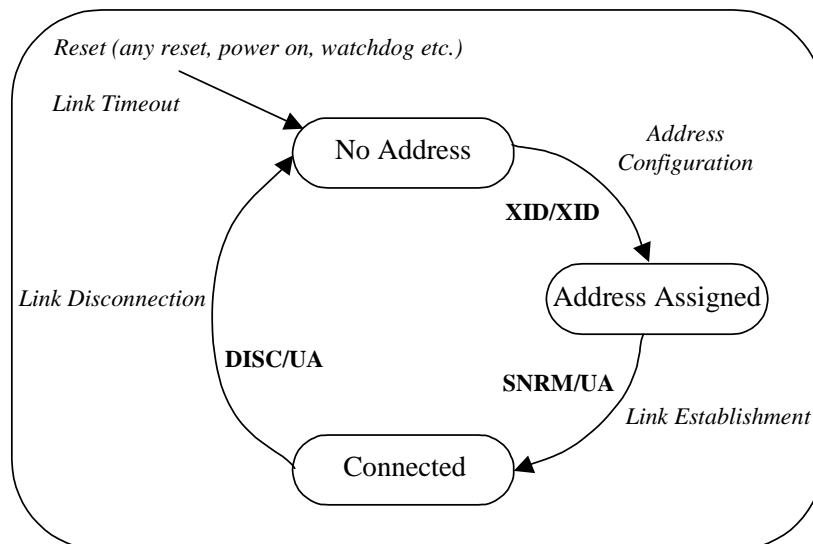 Reset (any reset, power on, watchdog etc.)
Link Timeout
No Address
Address
Configuration
XID/XID
Address Assigned
Link Disconnection
DISC/UA
SNRM/UA
Link Establishment
Connected